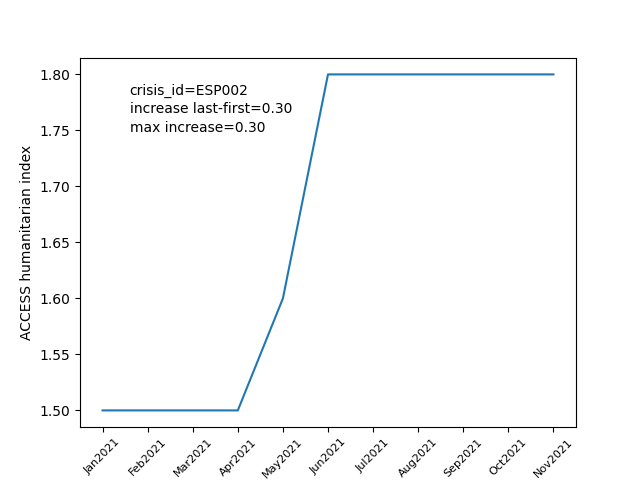 crisis_id=ESP002
increase last-first=0.30
max increase=0.30
ACCESS humanitarian index
1.80
1.75
1.70
1.65
1.60
1.55
1.50
Jan2021 Feb2021 Mar2021 Apr2021 May2021 Jun2021 Jul2021 Aug2021 Sep2021 Oct2021 Nov2021